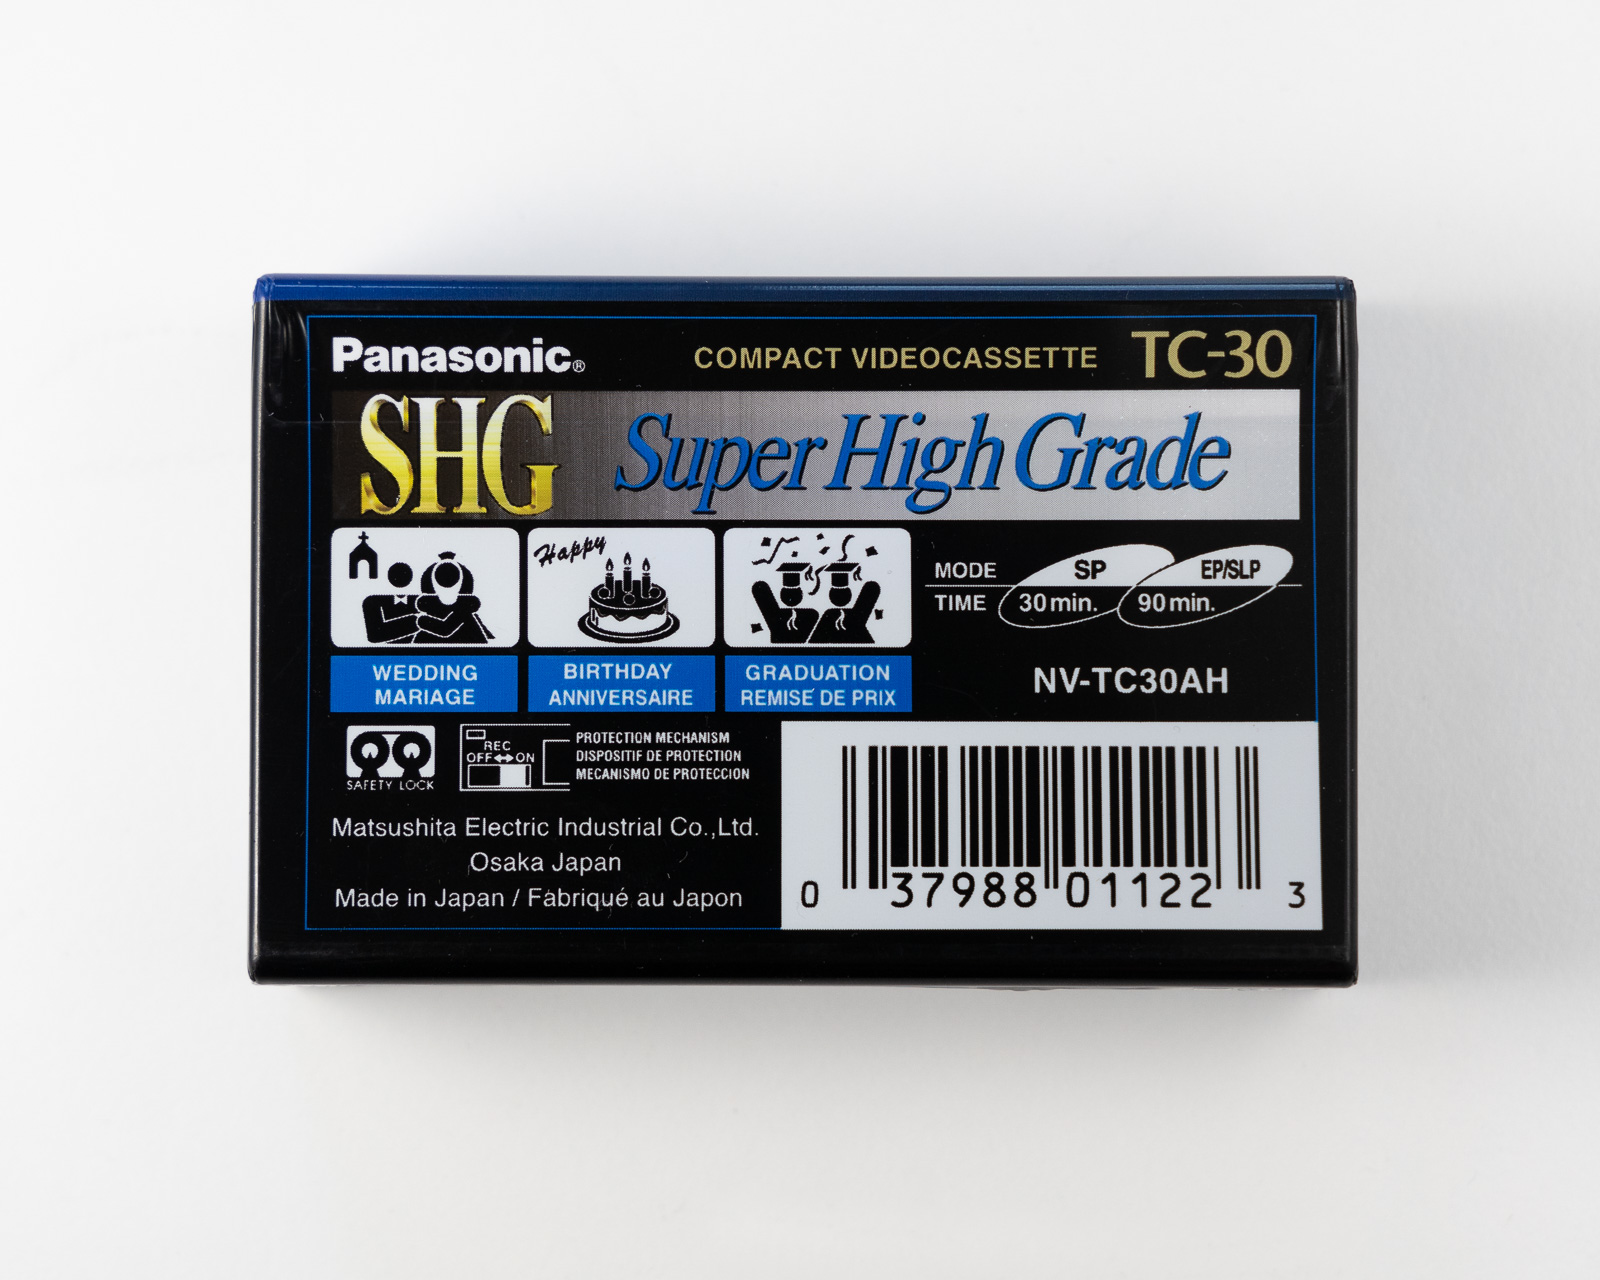 Panasonic®
COMPACT VIDEOCASSETTE TC-30
SHG Super High Grade
Happy
WEDDING
MARIAGE
BIRTHDAY
ANNIVERSAIRE
GRADUATION
REMISE DE PRIX
MODE SP EP/SLP
TIME 30 min. 90 min.
NV-TC30AH
SAFETY LOCK
REC
OFF↔ON
PROTECTION MECHANISM
DISPOSITIF DE PROTECTION
MECANISMO DE PROTECCION
Matsushita Electric Industrial Co.,Ltd.
Osaka Japan
Made in Japan / Fabriqué au Japon
0 37988 01122 3